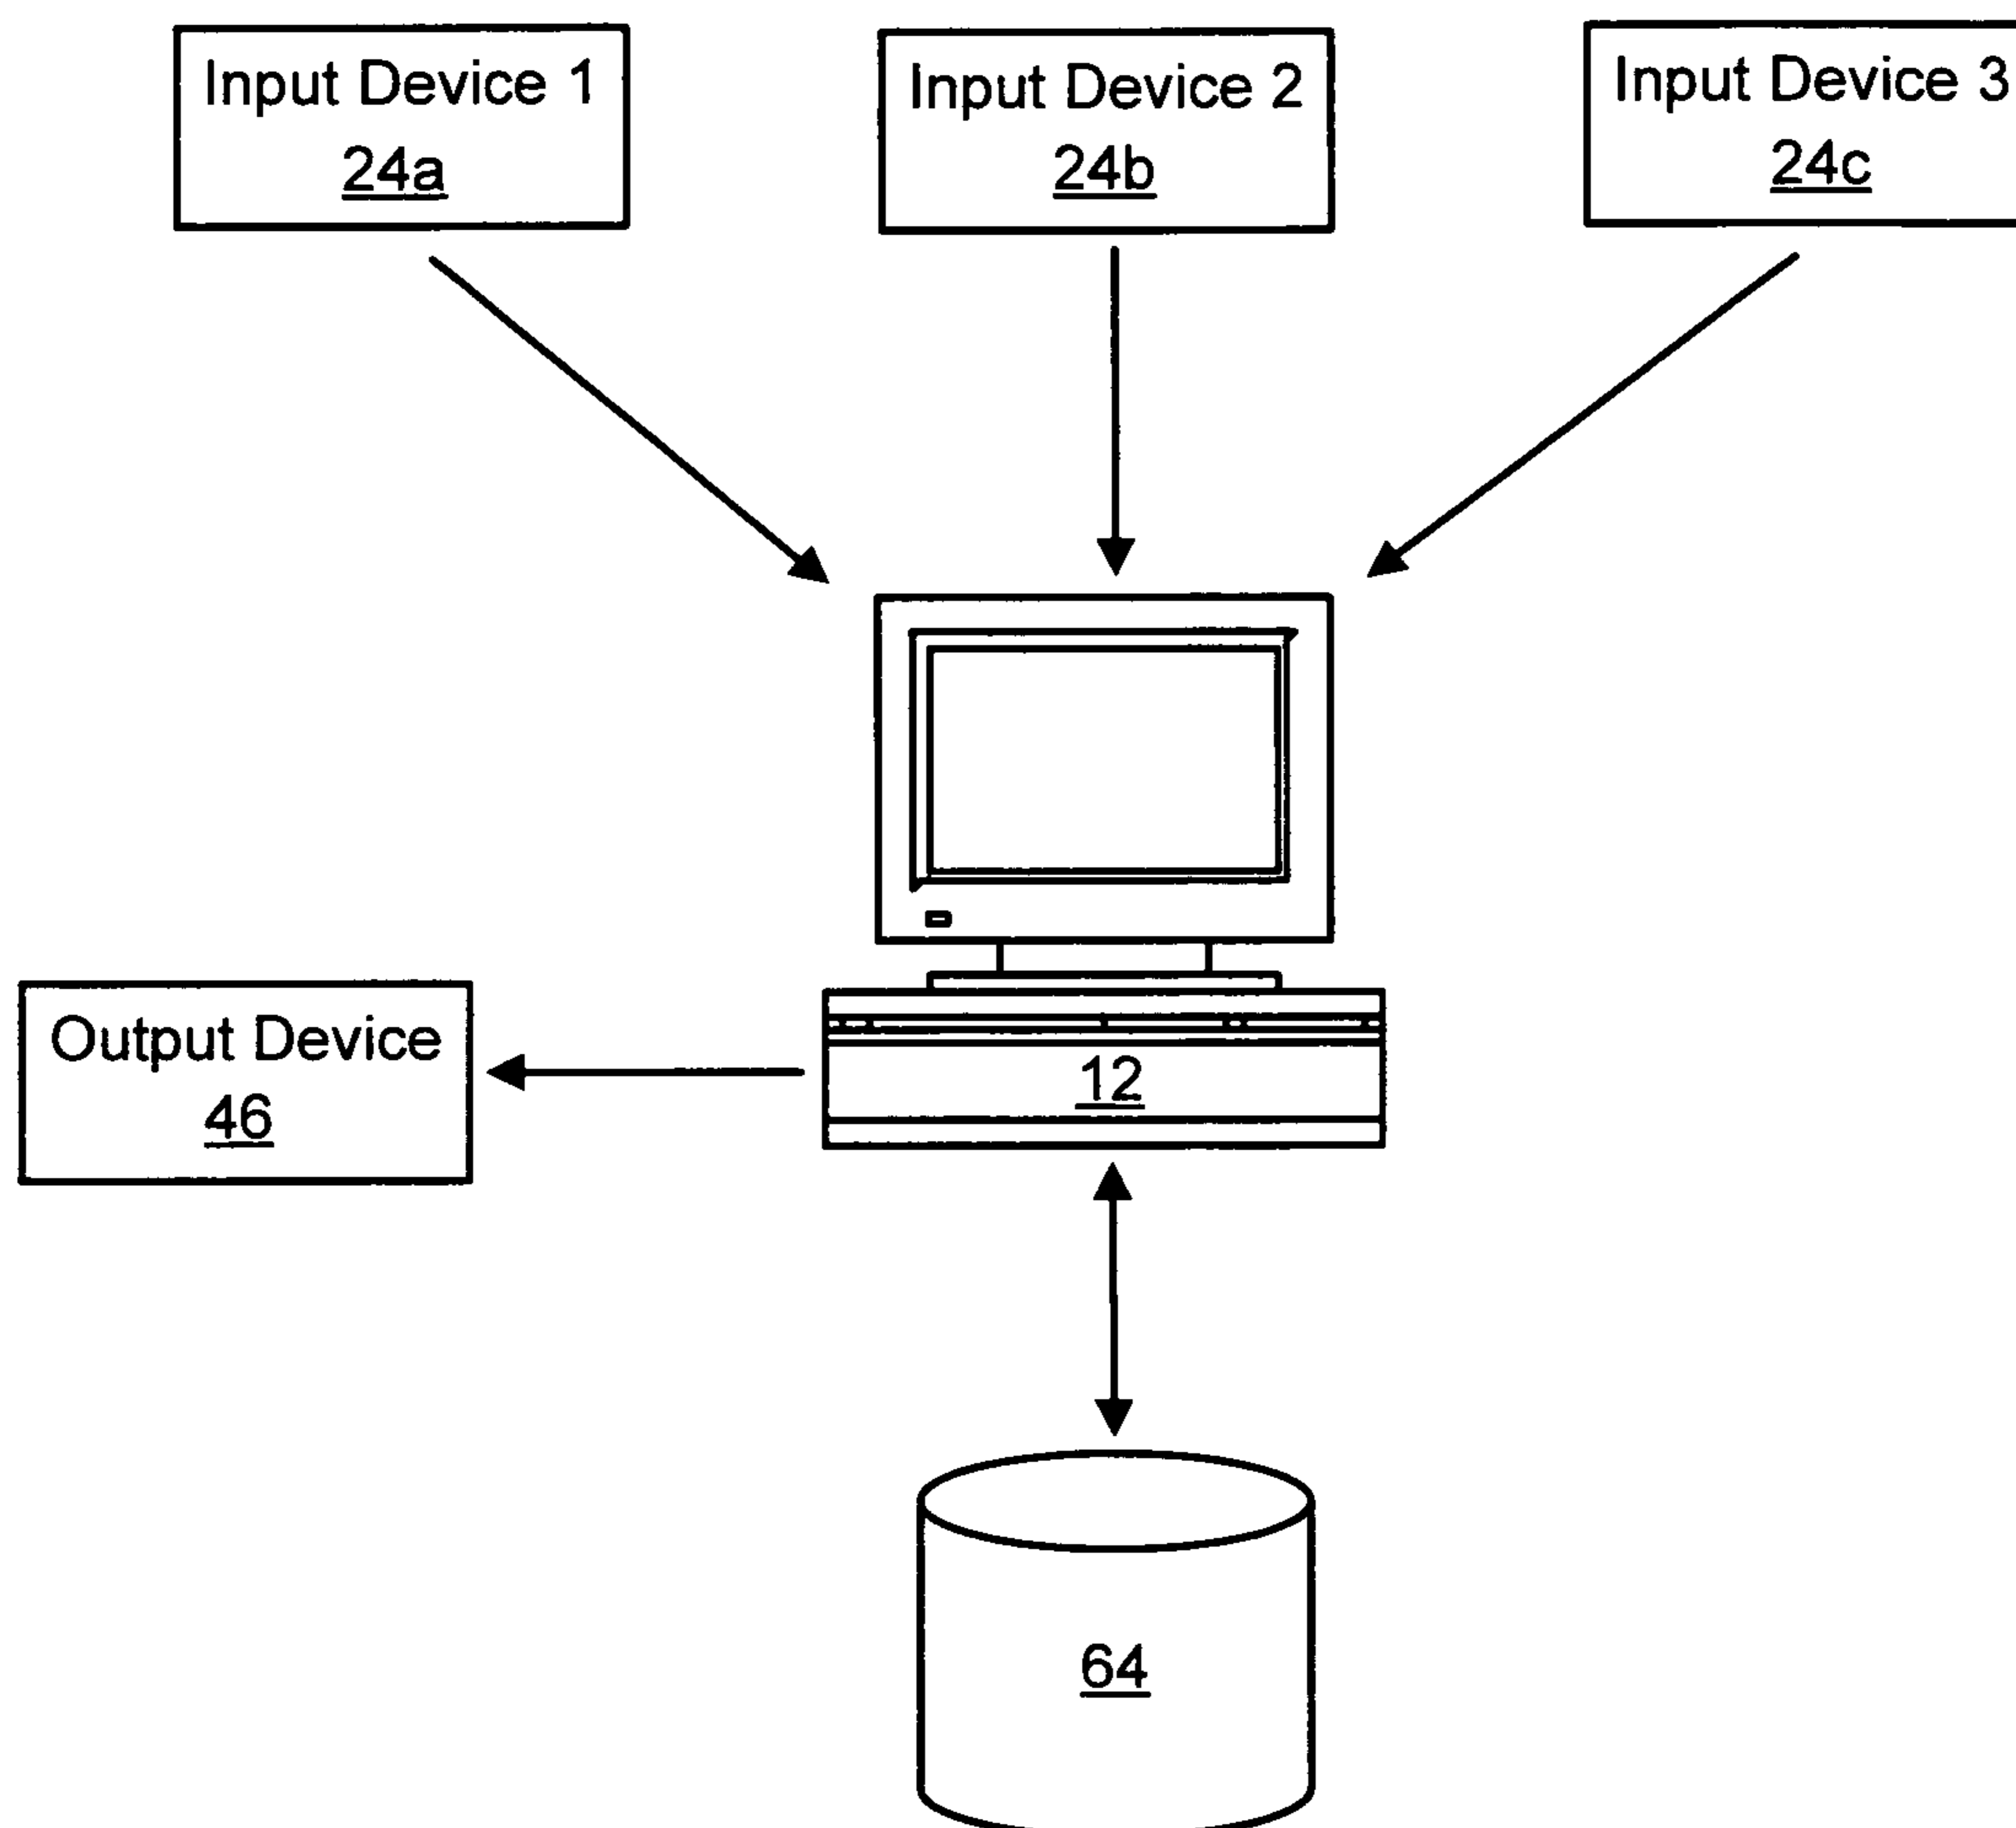 Input Device 1
24a
Input Device 2
24b
Input Device 3
24c
Output Device
46
12
64